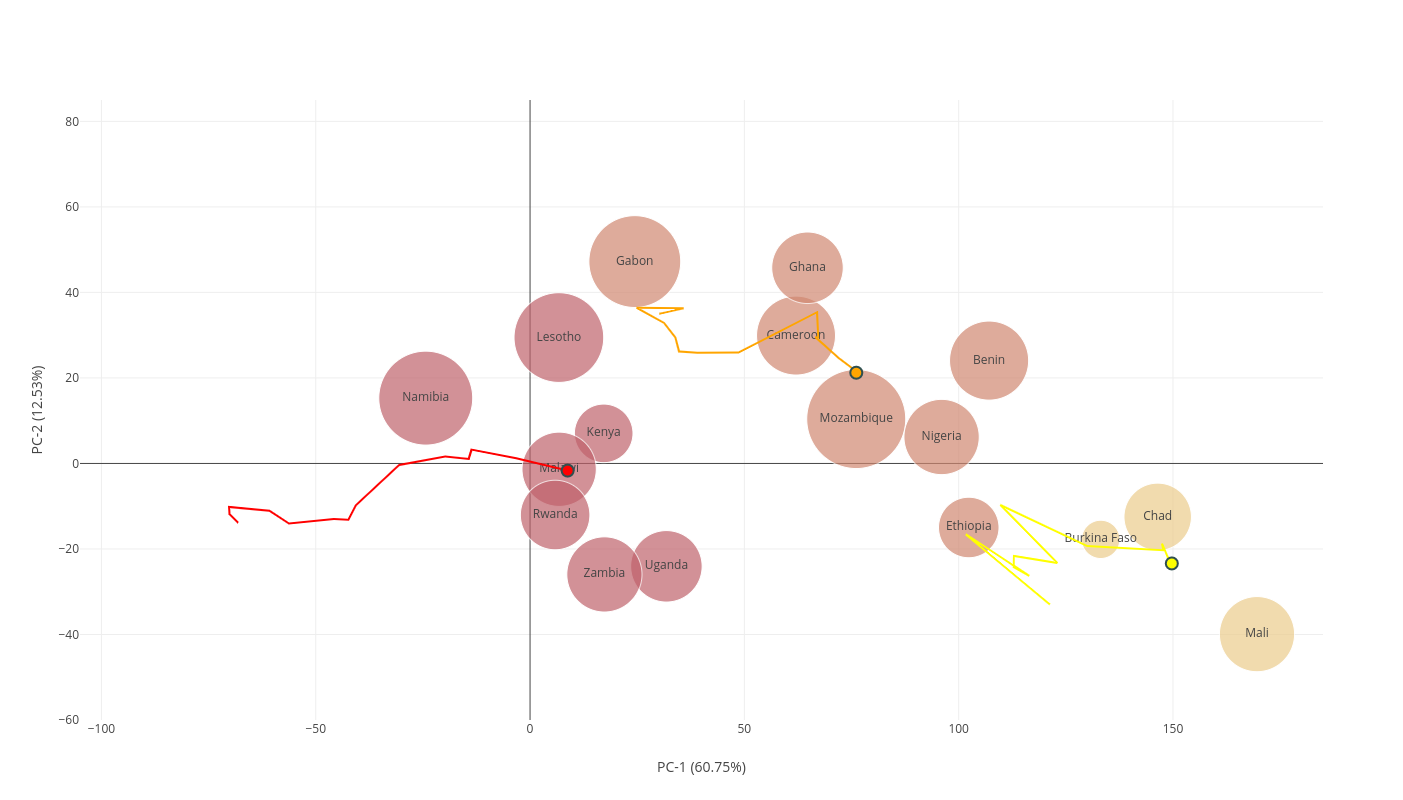 80
60
40
20
0
−20
−40
−60
−100
−50
0
50
100
150
PC-2 (12.53%)
PC-1 (60.75%)
Gabon
Ghana
Lesotho
Cameroon
Benin
Namibia
Mozambique
Kenya
Nigeria
Malawi
Rwanda
Chad
Ethiopia
Burkina Faso
Uganda
Zambia
Mali